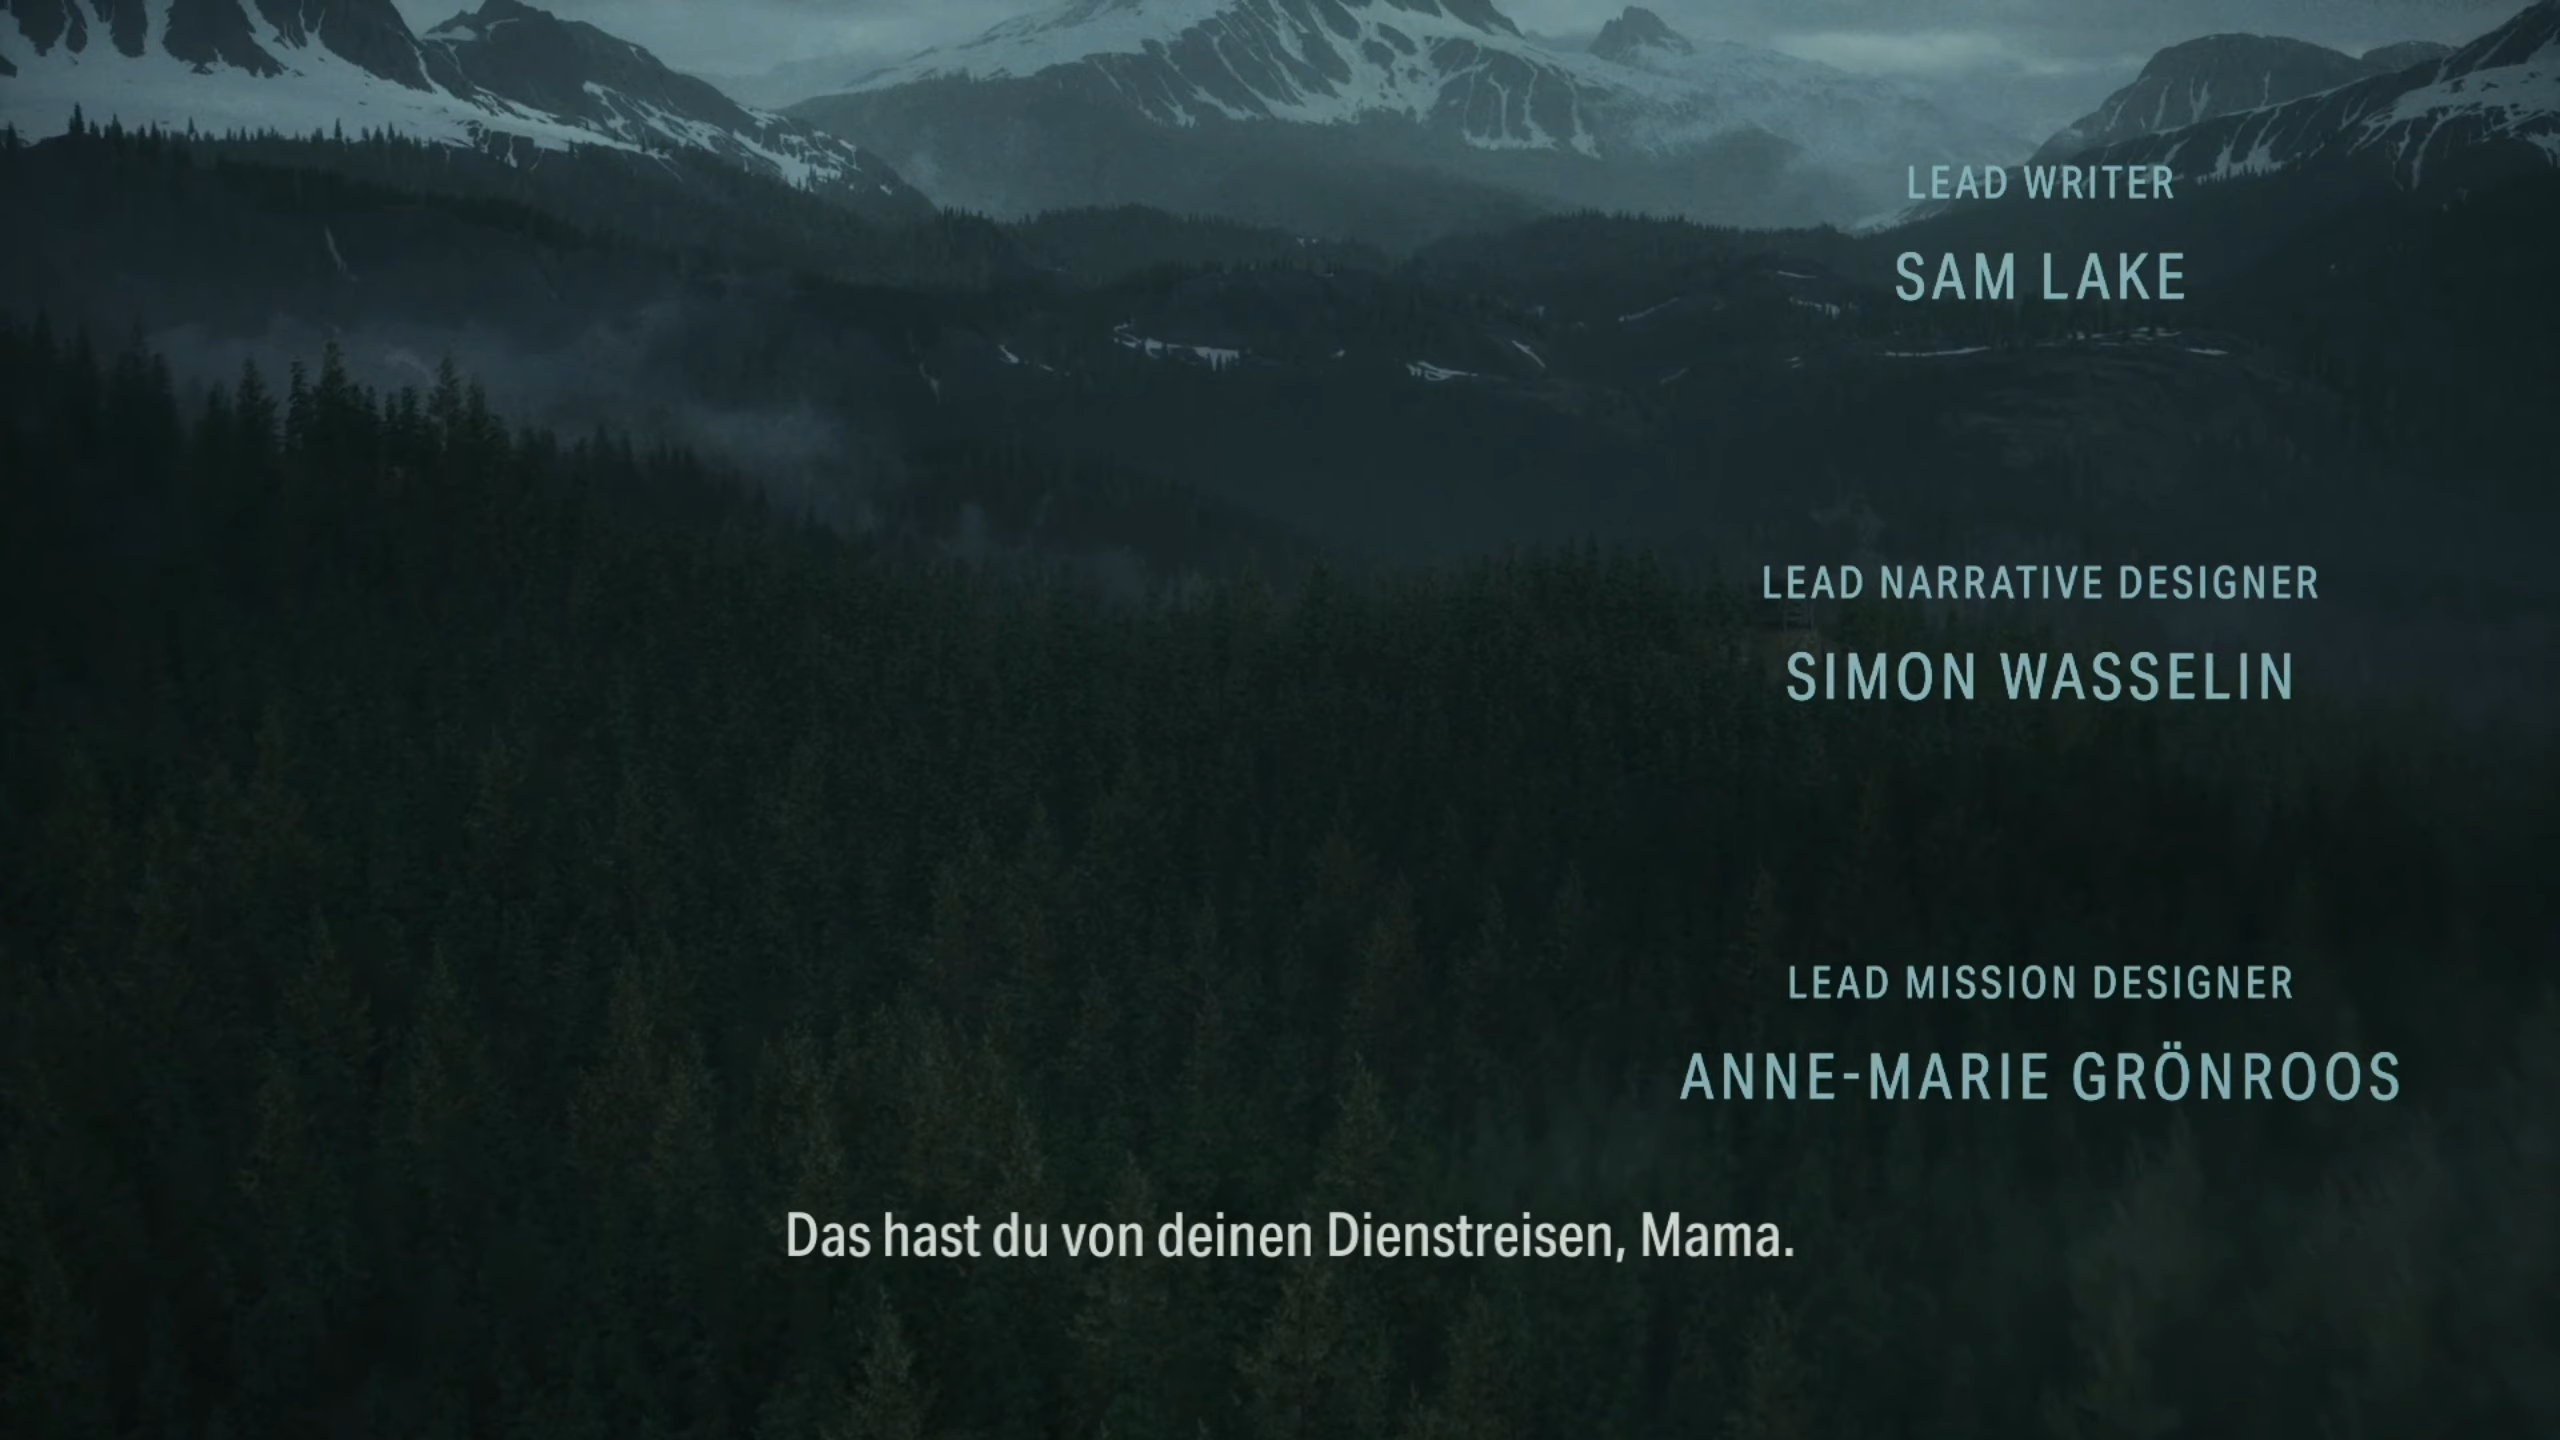 LEAD WRITER
SAM LAKE
LEAD NARRATIVE DESIGNER
SIMON WASSELIN
LEAD MISSION DESIGNER
ANNE-MARIE GRÖNROOS
Das hast du von deinen Dienstreisen, Mama.